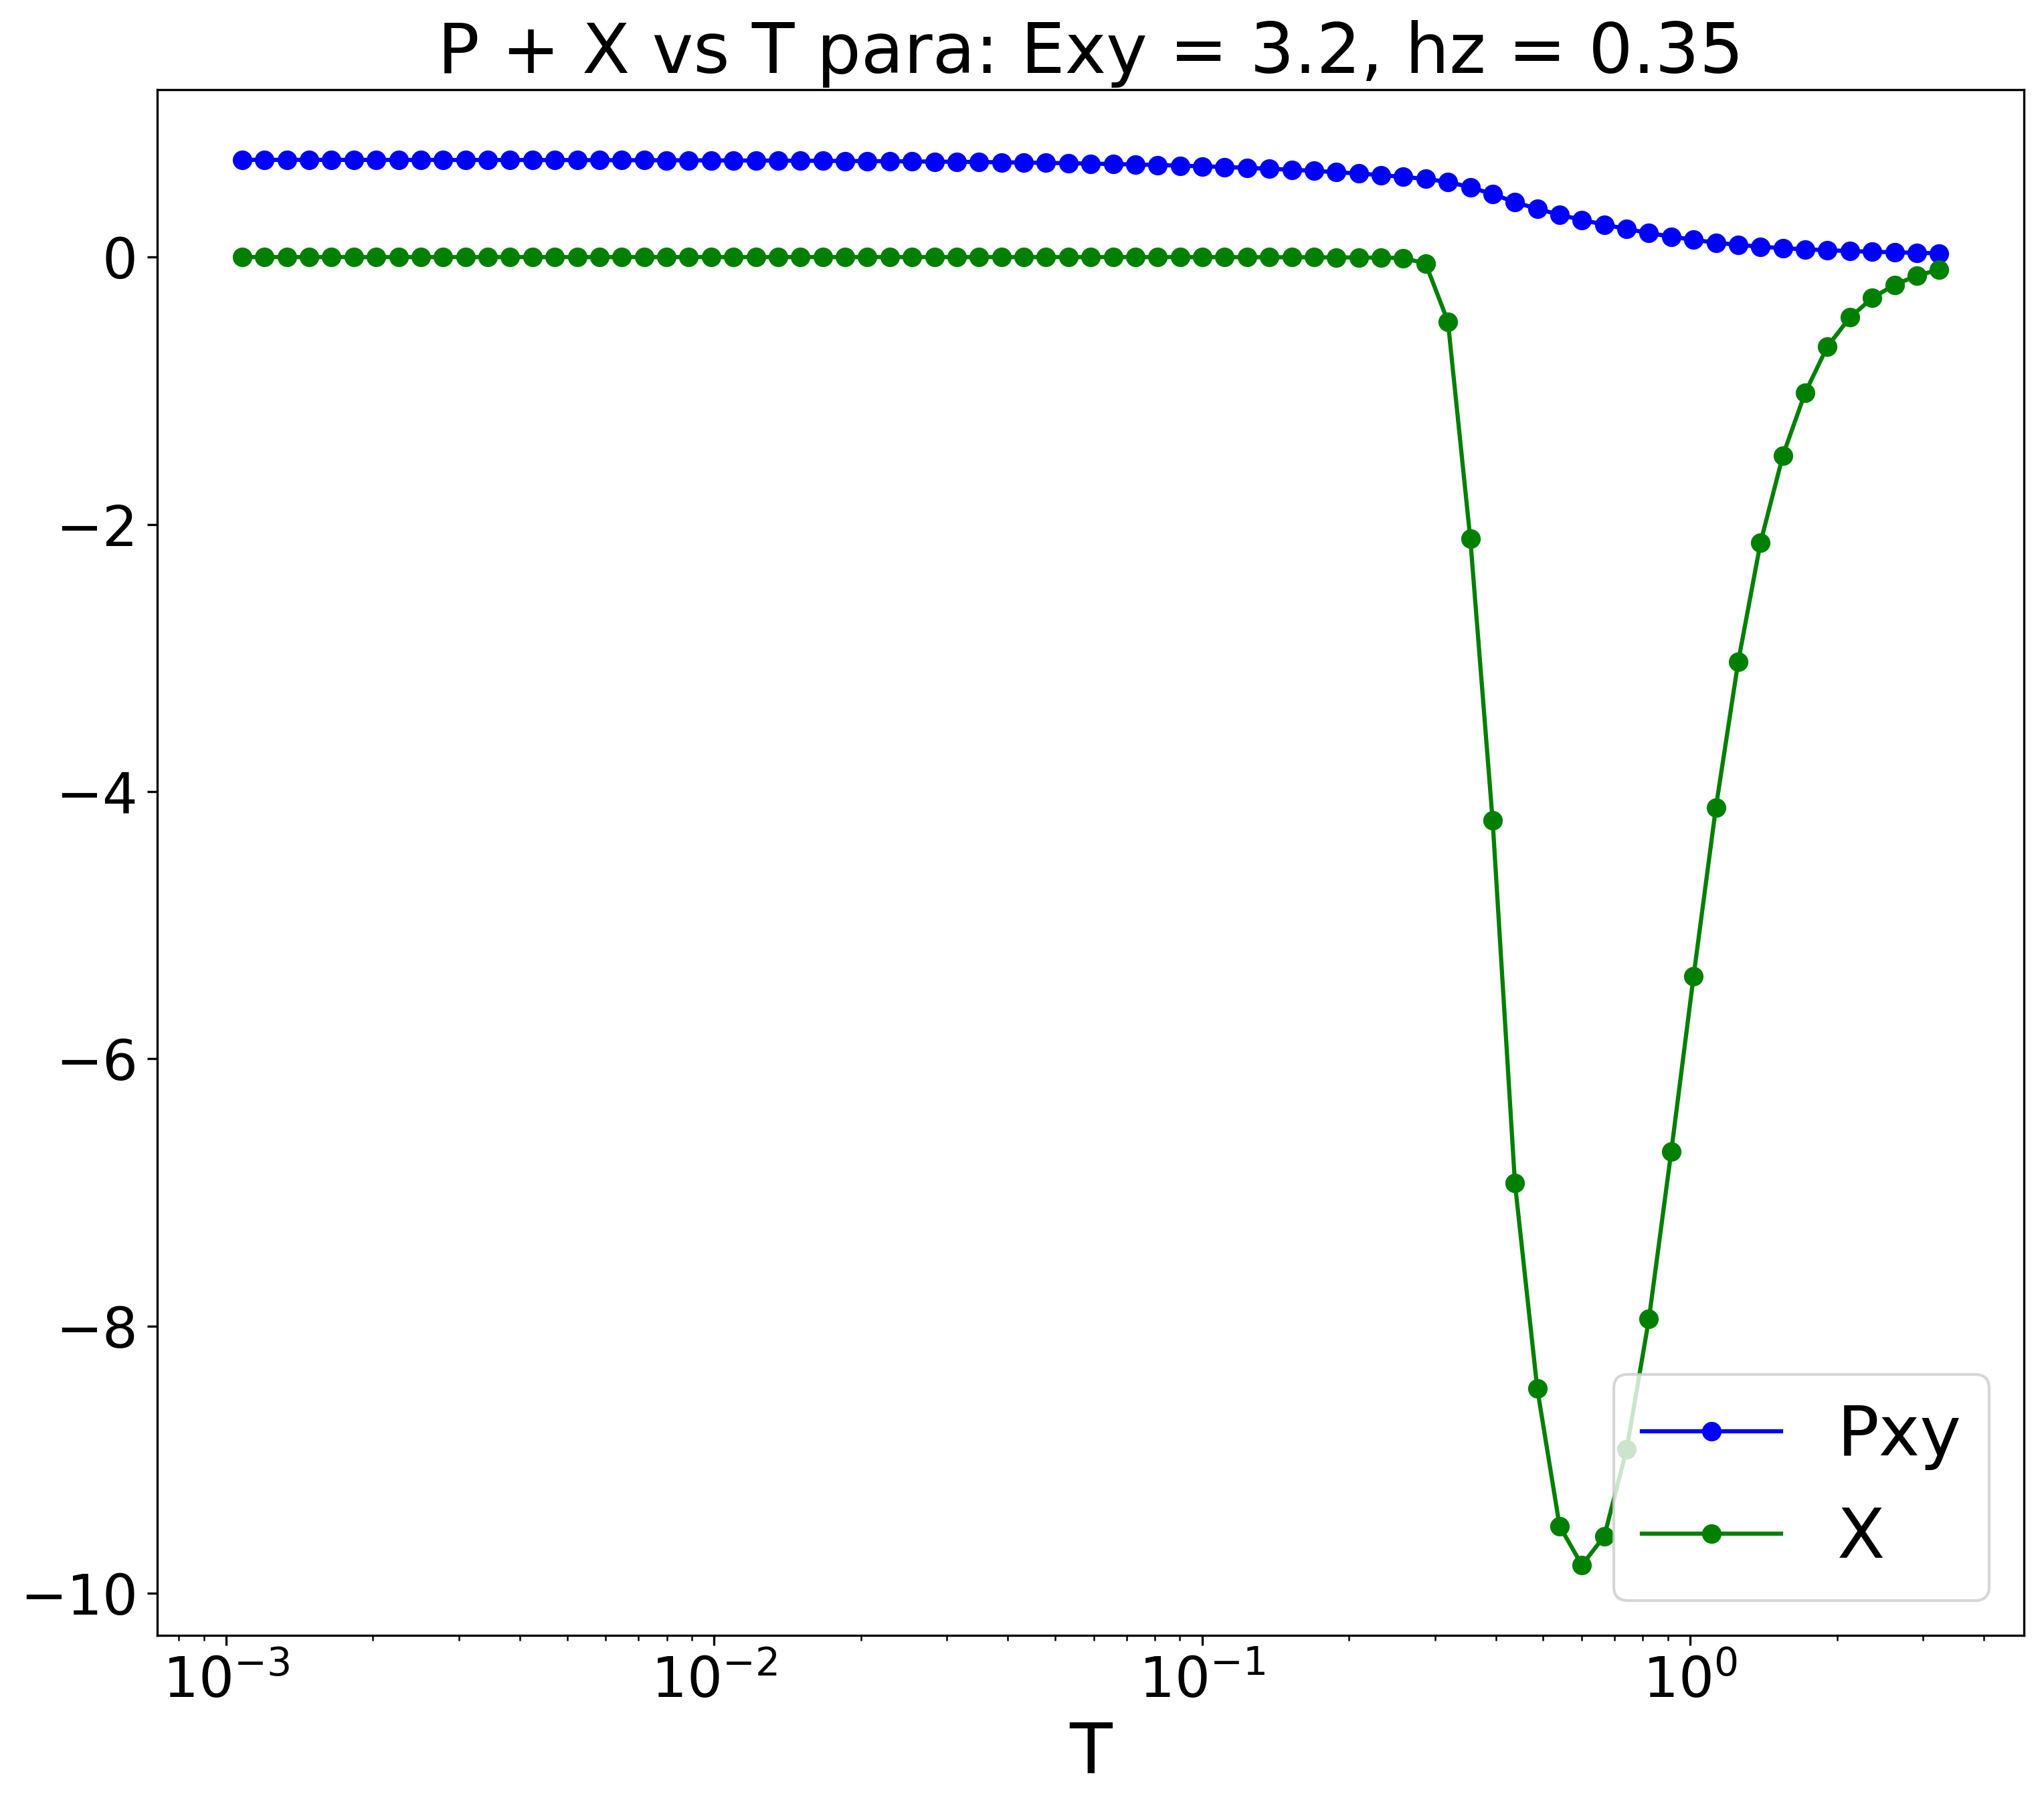 P + X vs T para: Exy = 3.2, hz = 0.35
0
−2
−4
−6
−8
−10
Pxy
X
10⁻³ 10⁻² 10⁻¹ 10⁰
T